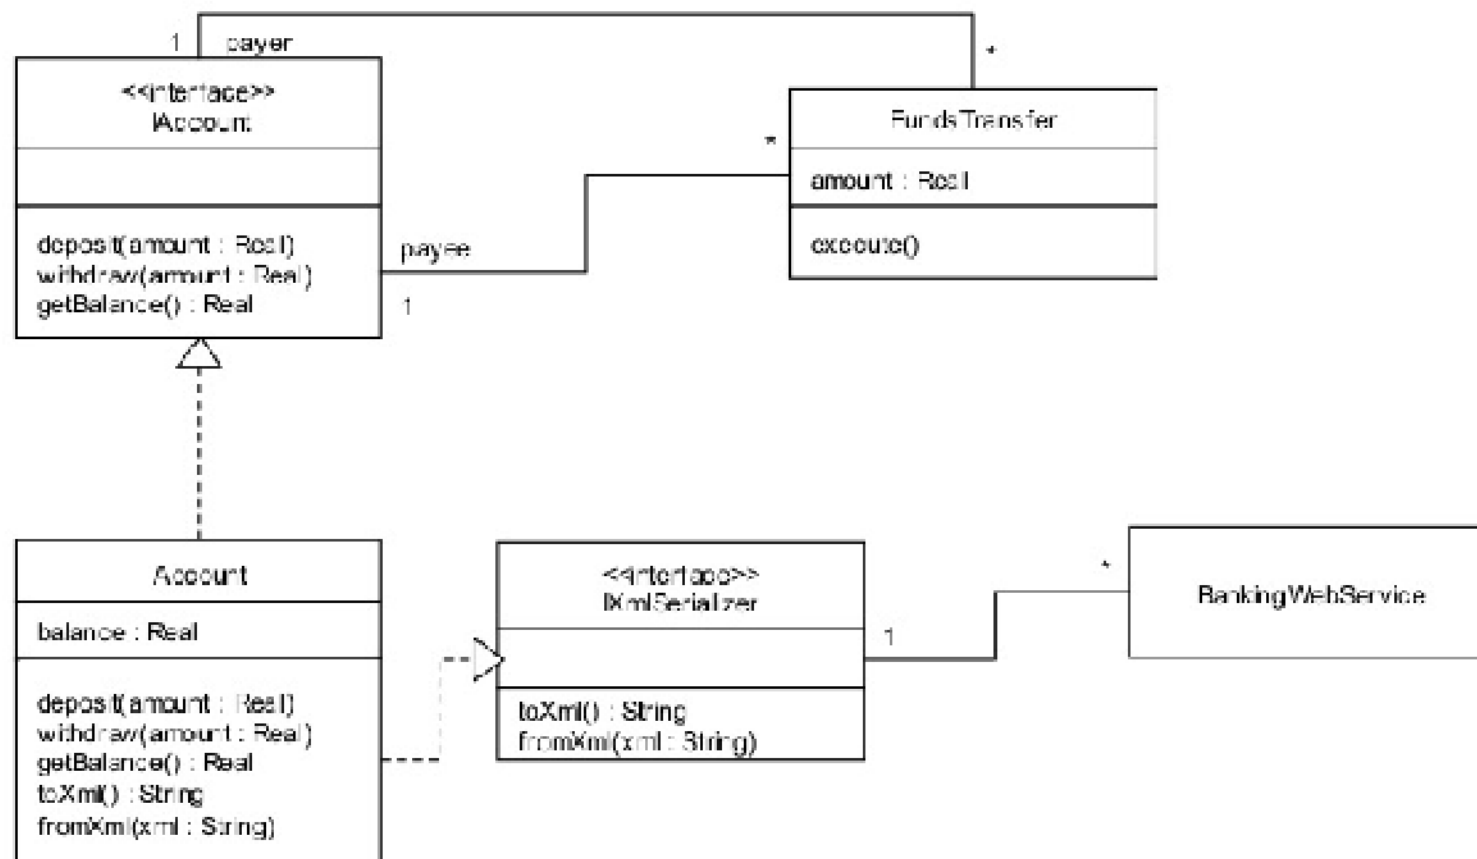 1 payer
*
<<interface>>
IAccount
deposit(amount : Real)
withdraw(amount : Real)
getBalance() : Real
payee
1
*
FundsTransfer
amount : Real
execute()
Account
balance : Real
deposit(amount : Real)
withdraw(amount : Real)
getBalance() : Real
toXml() : String
fromXml(xml : String)
<<interface>>
IXmlSerializer
toXml() : String
fromXml(xml : String)
1
*
BankingWebService